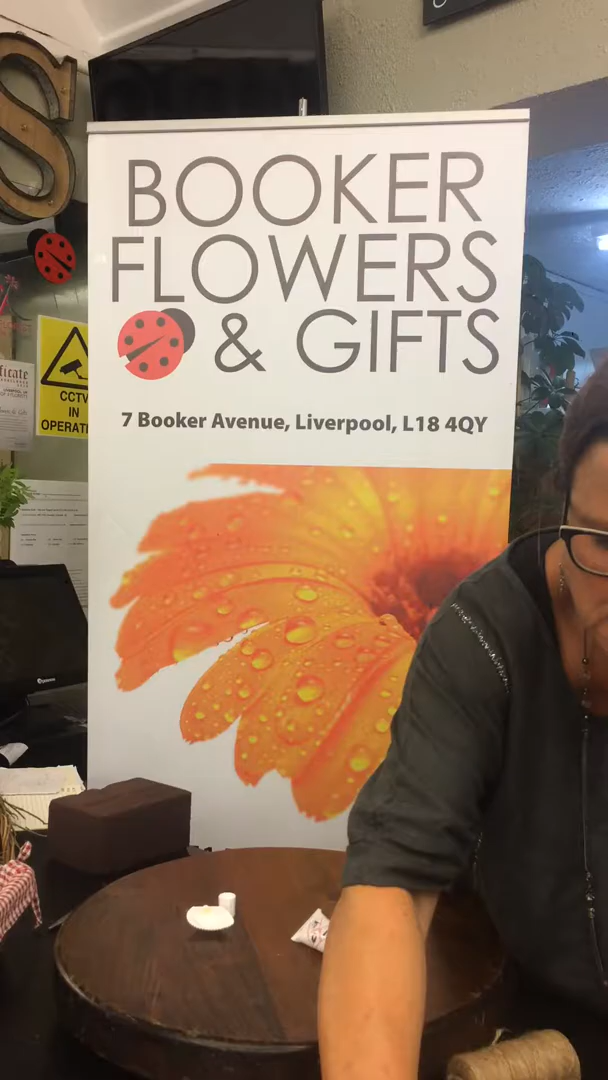 S
BOOKER
FLOWERS
& GIFTS
7 Booker Avenue, Liverpool, L18 4QY
CCTV
IN
OPERATI